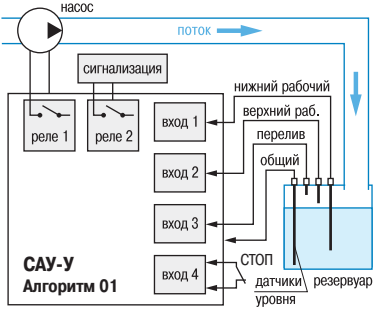 насос
поток
сигнализация
нижний рабочий
верхний раб.
перелив
общий
реле 1
реле 2
вход 1
вход 2
вход 3
вход 4
СТОП
САУ-У
Алгоритм 01
датчики
уровня
резервуар